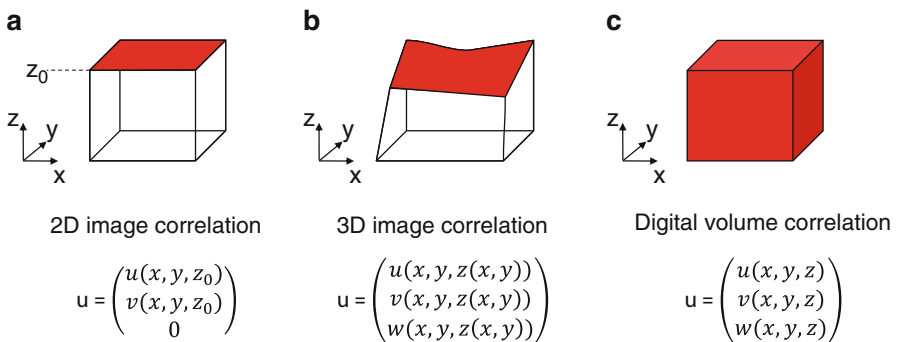 a
z₀
z
y
x
2D image correlation
u = (u(x, y, z₀)
v(x, y, z₀)
0)
b
z
y
x
3D image correlation
u = (u(x, y, z(x, y))
v(x, y, z(x, y))
w(x, y, z(x, y)))
c
z
y
x
Digital volume correlation
u = (u(x, y, z)
v(x, y, z)
w(x, y, z))